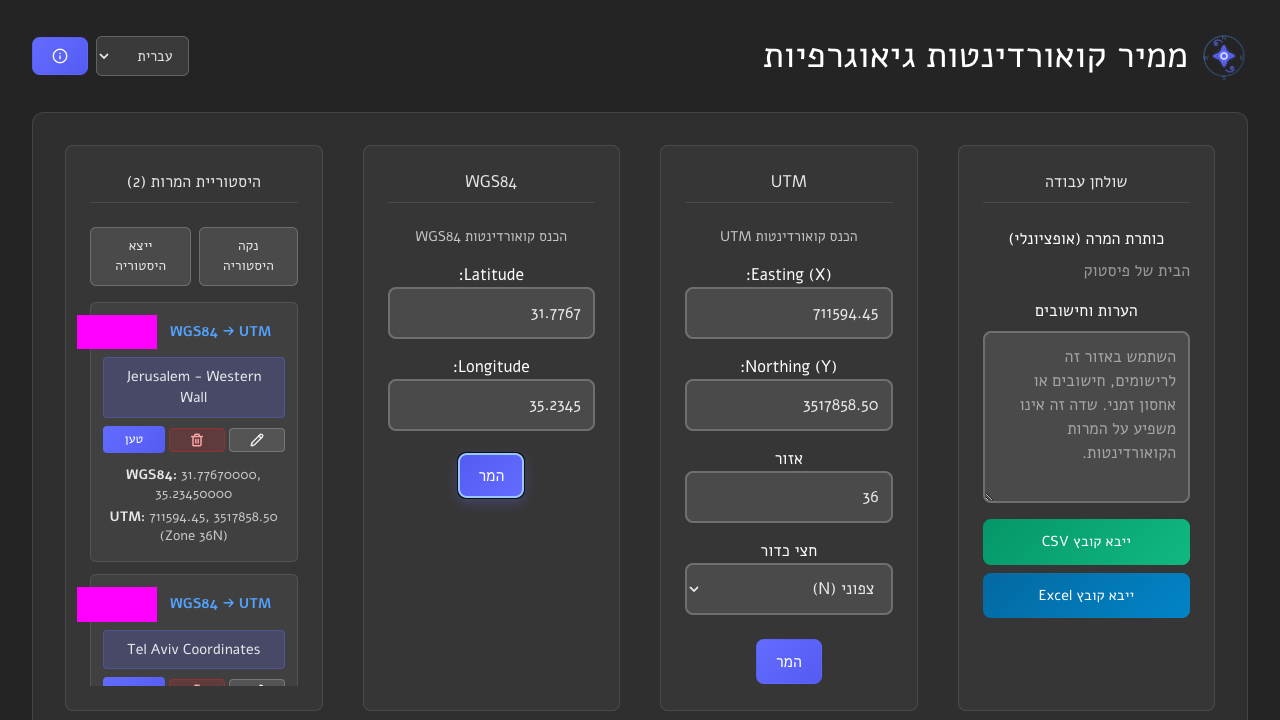 ממיר קואורדינטות גיאוגרפיות
עברית
שולחן עבודה
כותרת המרה (אופציונלי)
הבית של פיסטוק
הערות וחישובים
השתמש באזור זה
לרישומים, חישובים או
אחסון זמני. שדה זה אינו
משפיע על המרות
הקואורדינטות.
ייבא קובץ CSV
ייבא קובץ Excel
UTM
הכנס קואורדינטות UTM
Easting (X):
711594.45
Northing (Y):
3517858.50
אזור
36
חצי כדור
צפוני (N)
המר
WGS84
הכנס קואורדינטות WGS84
Latitude:
31.7767
Longitude:
35.2345
המר
היסטוריית המרות (2)
נקה
היסטוריה
ייצא
היסטוריה
WGS84 → UTM
Jerusalem - Western
Wall
טען
WGS84: 31.77670000,
35.23450000
UTM: 711594.45, 3517858.50
(Zone 36N)
WGS84 → UTM
Tel Aviv Coordinates